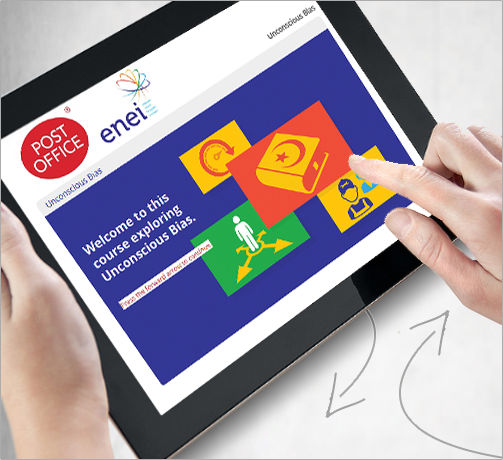 Unconscious Bias
®
POST
OFFICE
enei
Unconscious Bias
Welcome to this
course exploring
Unconscious Bias.
Press the forward arrow to continue